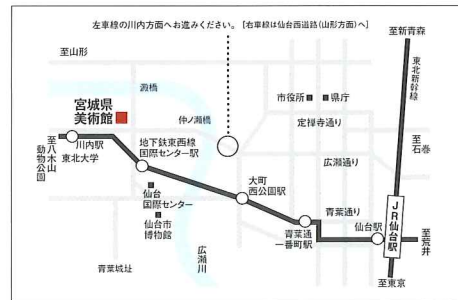 左車線の川内方面へお進みください。[右車線は仙台西道路(山形方面)へ]
至新青森
至山形
東北新幹線
澱橋
宮城県
美術館
仲ノ瀬橋
市役所
県庁
定禅寺通り
至八木山
動物公園
川内駅
東北大学
地下鉄東西線
国際センター駅
至石巻
広瀬通り
大町
西公園駅
仙台
国際センター
仙台市
博物館
青葉通り
青葉通
一番町駅
仙台駅
JR仙台駅
至荒井
広瀬川
青葉城址
至東京